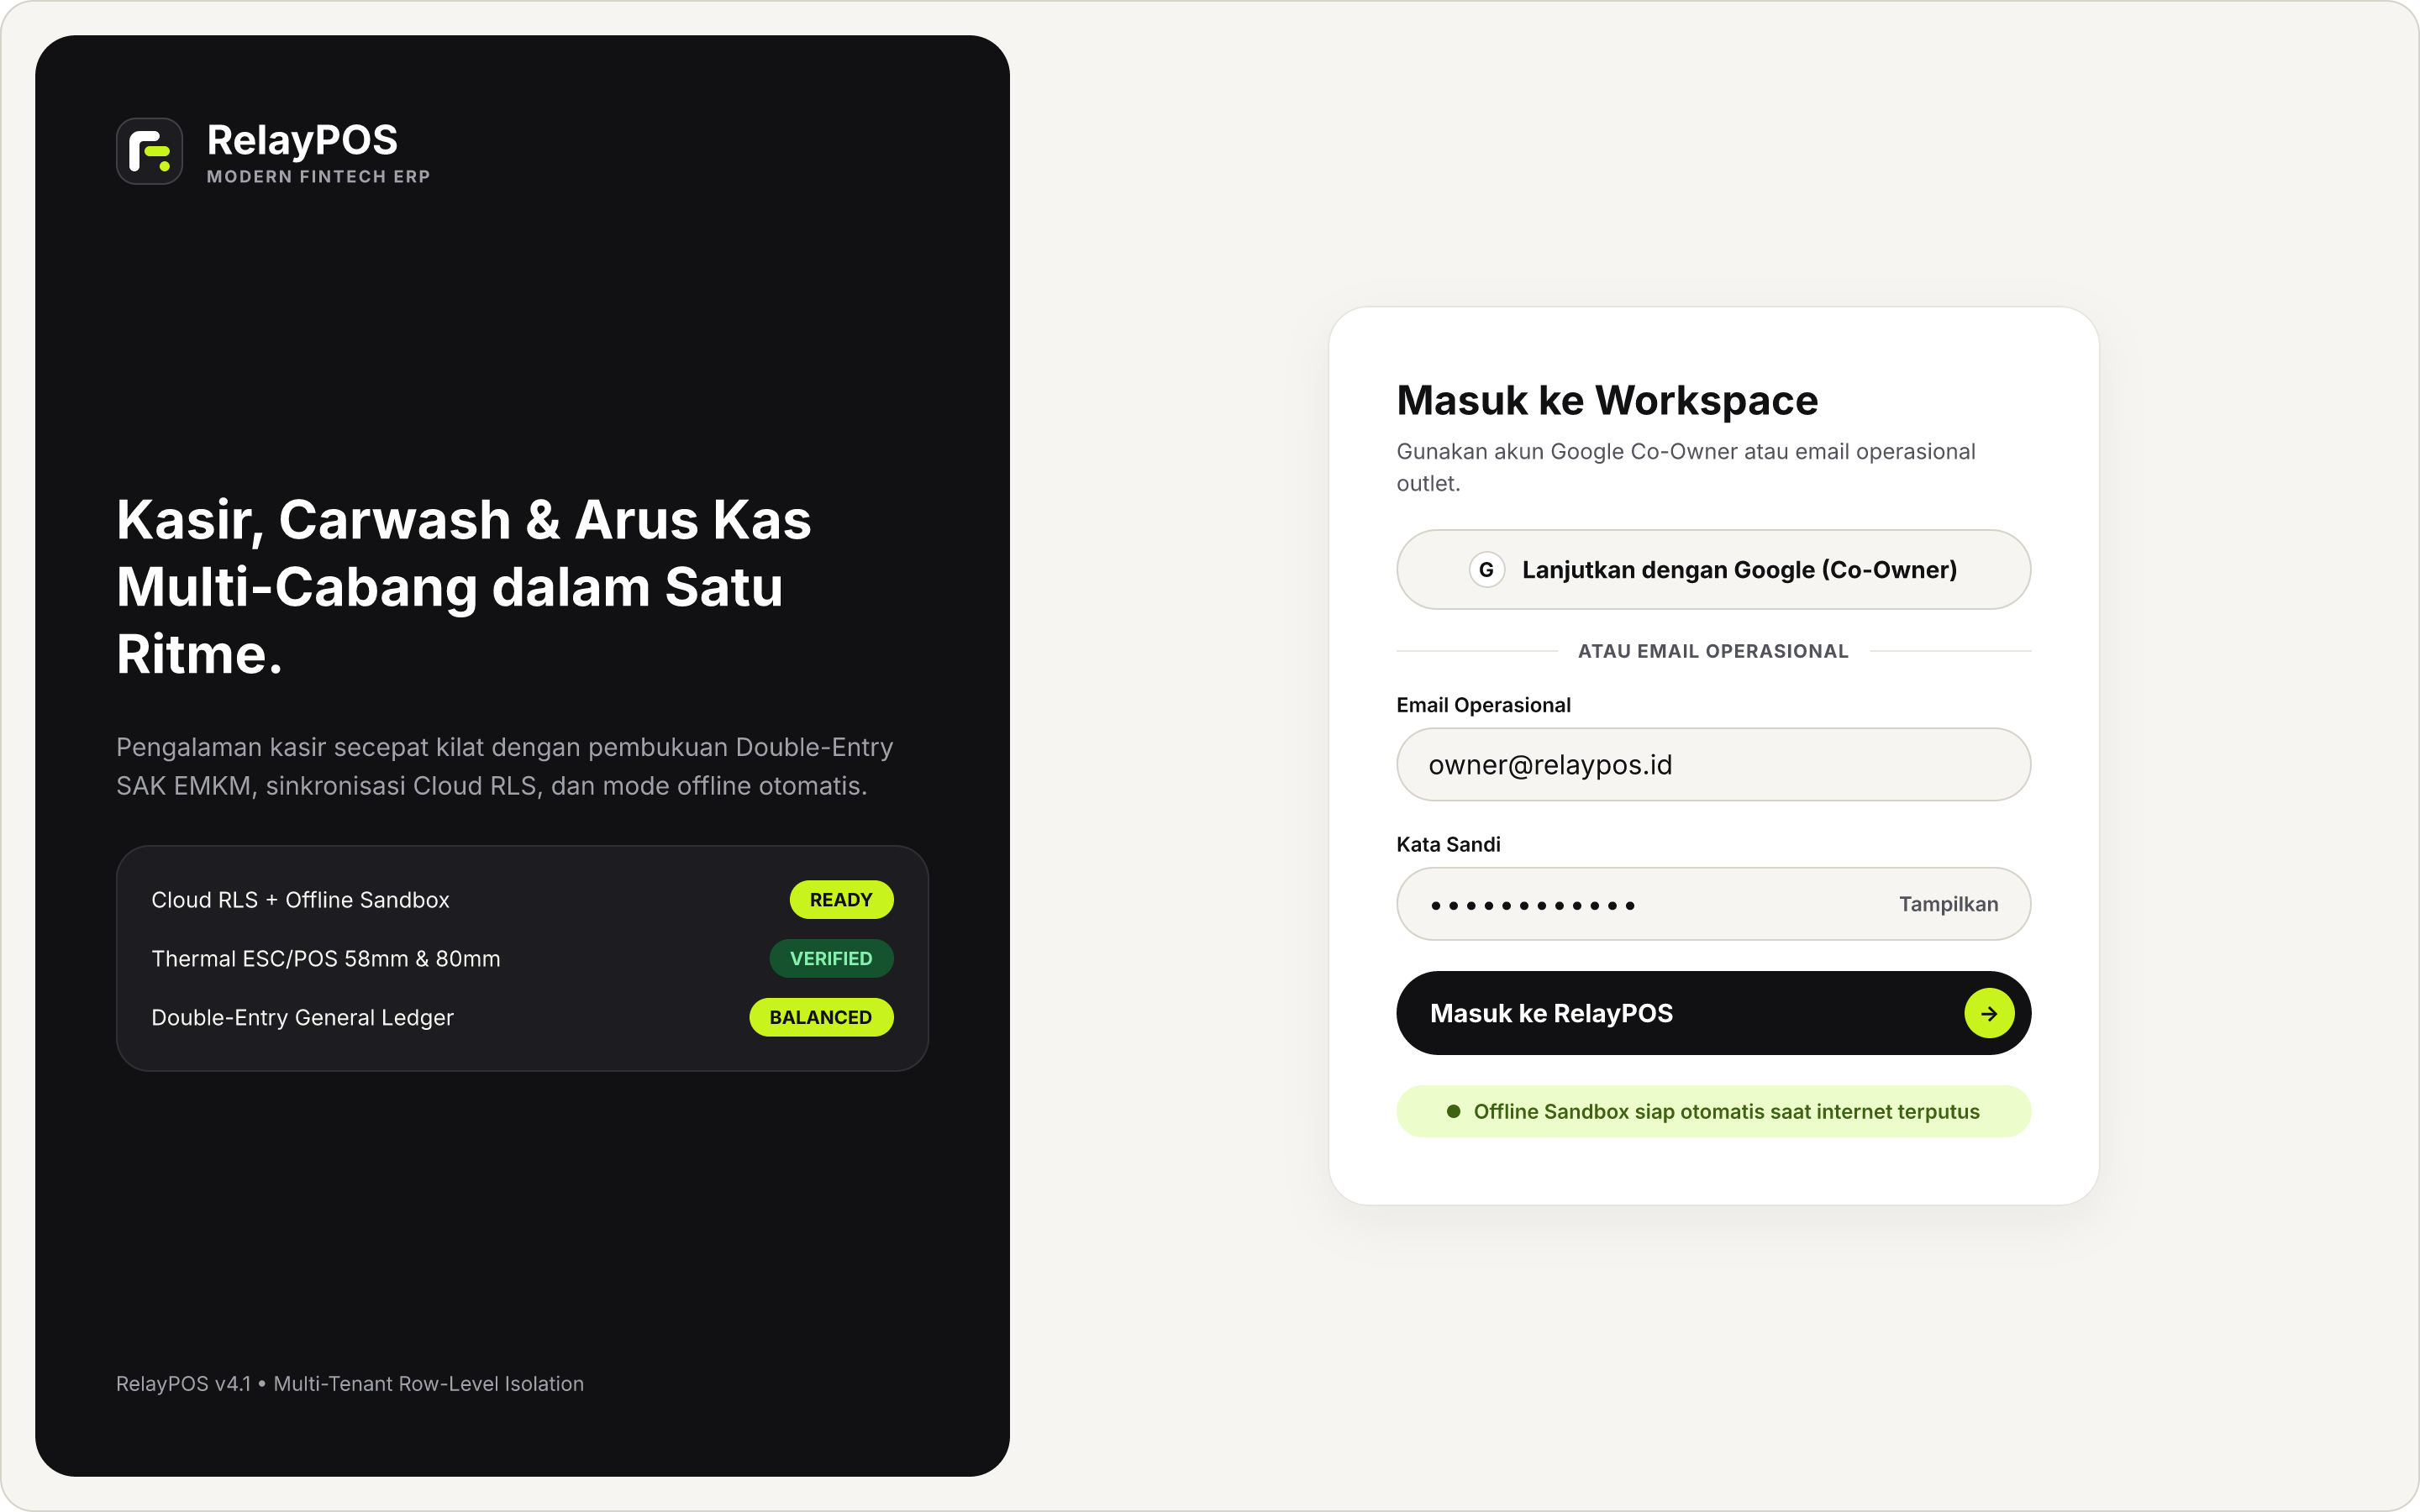 RelayPOS
MODERN FINTECH ERP
Kasir, Carwash & Arus Kas
Multi-Cabang dalam Satu
Ritme.
Pengalaman kasir secepat kilat dengan pembukuan Double-Entry
SAK EMKM, sinkronisasi Cloud RLS, dan mode offline otomatis.
Cloud RLS + Offline Sandbox READY
Thermal ESC/POS 58mm & 80mm VERIFIED
Double-Entry General Ledger BALANCED
RelayPOS v4.1 • Multi-Tenant Row-Level Isolation
Masuk ke Workspace
Gunakan akun Google Co-Owner atau email operasional
outlet.
G Lanjutkan dengan Google (Co-Owner)
ATAU EMAIL OPERASIONAL
Email Operasional
owner@relaypos.id
Kata Sandi
•••••••••••• Tampilkan
Masuk ke RelayPOS →
Offline Sandbox siap otomatis saat internet terputus